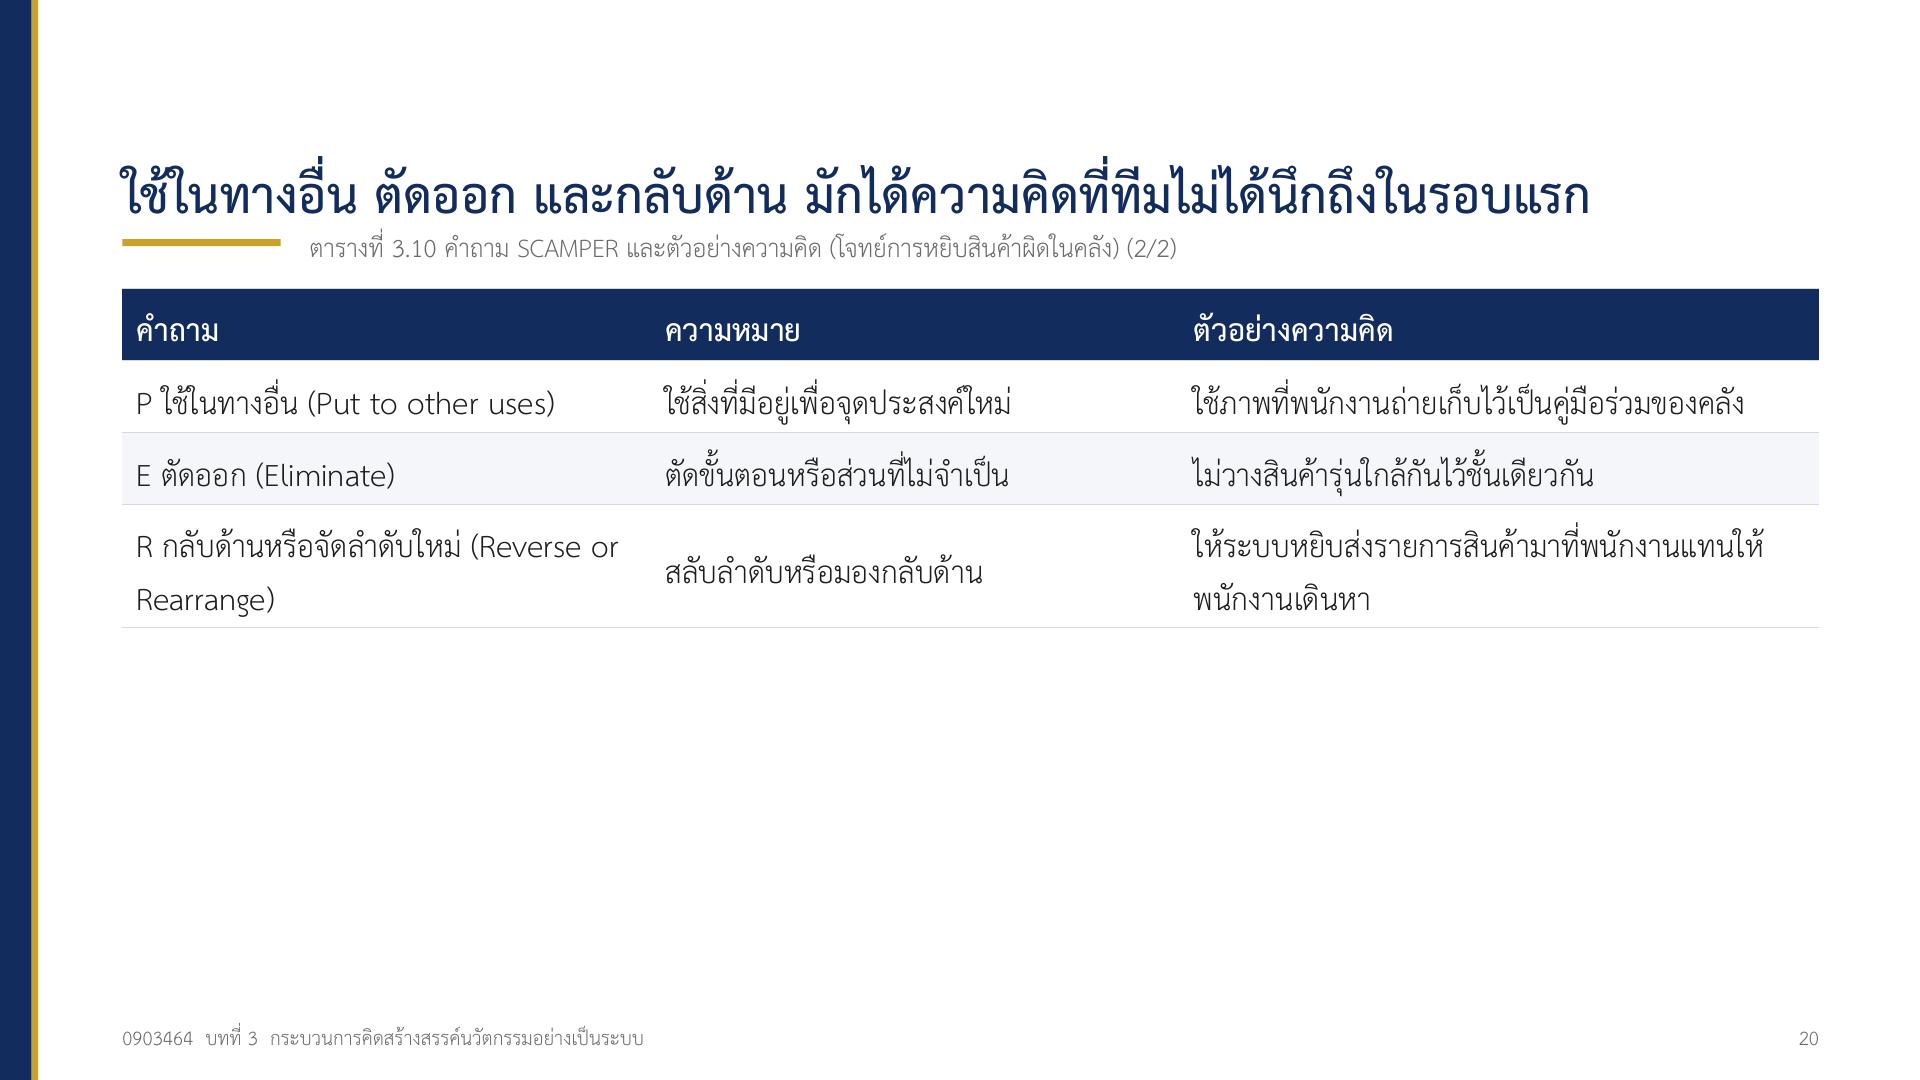 ใช้ในทางอื่น ตัดออก และกลับด้าน มักได้ความคิดที่ทีมไม่ได้นึกถึงในรอบแรก
ตารางที่ 3.10 คำถาม SCAMPER และตัวอย่างความคิด (โจทย์การหยิบสินค้าผิดในคลัง) (2/2)
คำถาม ความหมาย ตัวอย่างความคิด
P ใช้ในทางอื่น (Put to other uses) ใช้สิ่งที่มีอยู่เพื่อจุดประสงค์ใหม่ ใช้ภาพที่พนักงานถ่ายเก็บไว้เป็นคู่มือร่วมของคลัง
E ตัดออก (Eliminate) ตัดขั้นตอนหรือส่วนที่ไม่จำเป็น ไม่วางสินค้ารุ่นใกล้กันไว้ชั้นเดียวกัน
R กลับด้านหรือจัดลำดับใหม่ (Reverse or
Rearrange)
สลับลำดับหรือมองกลับด้าน
ให้ระบบหยิบส่งรายการสินค้ามาที่พนักงานแทนให้
พนักงานเดินหา
0903464 บทที่ 3 กระบวนการคิดสร้างสรรค์นวัตกรรมอย่างเป็นระบบ 20